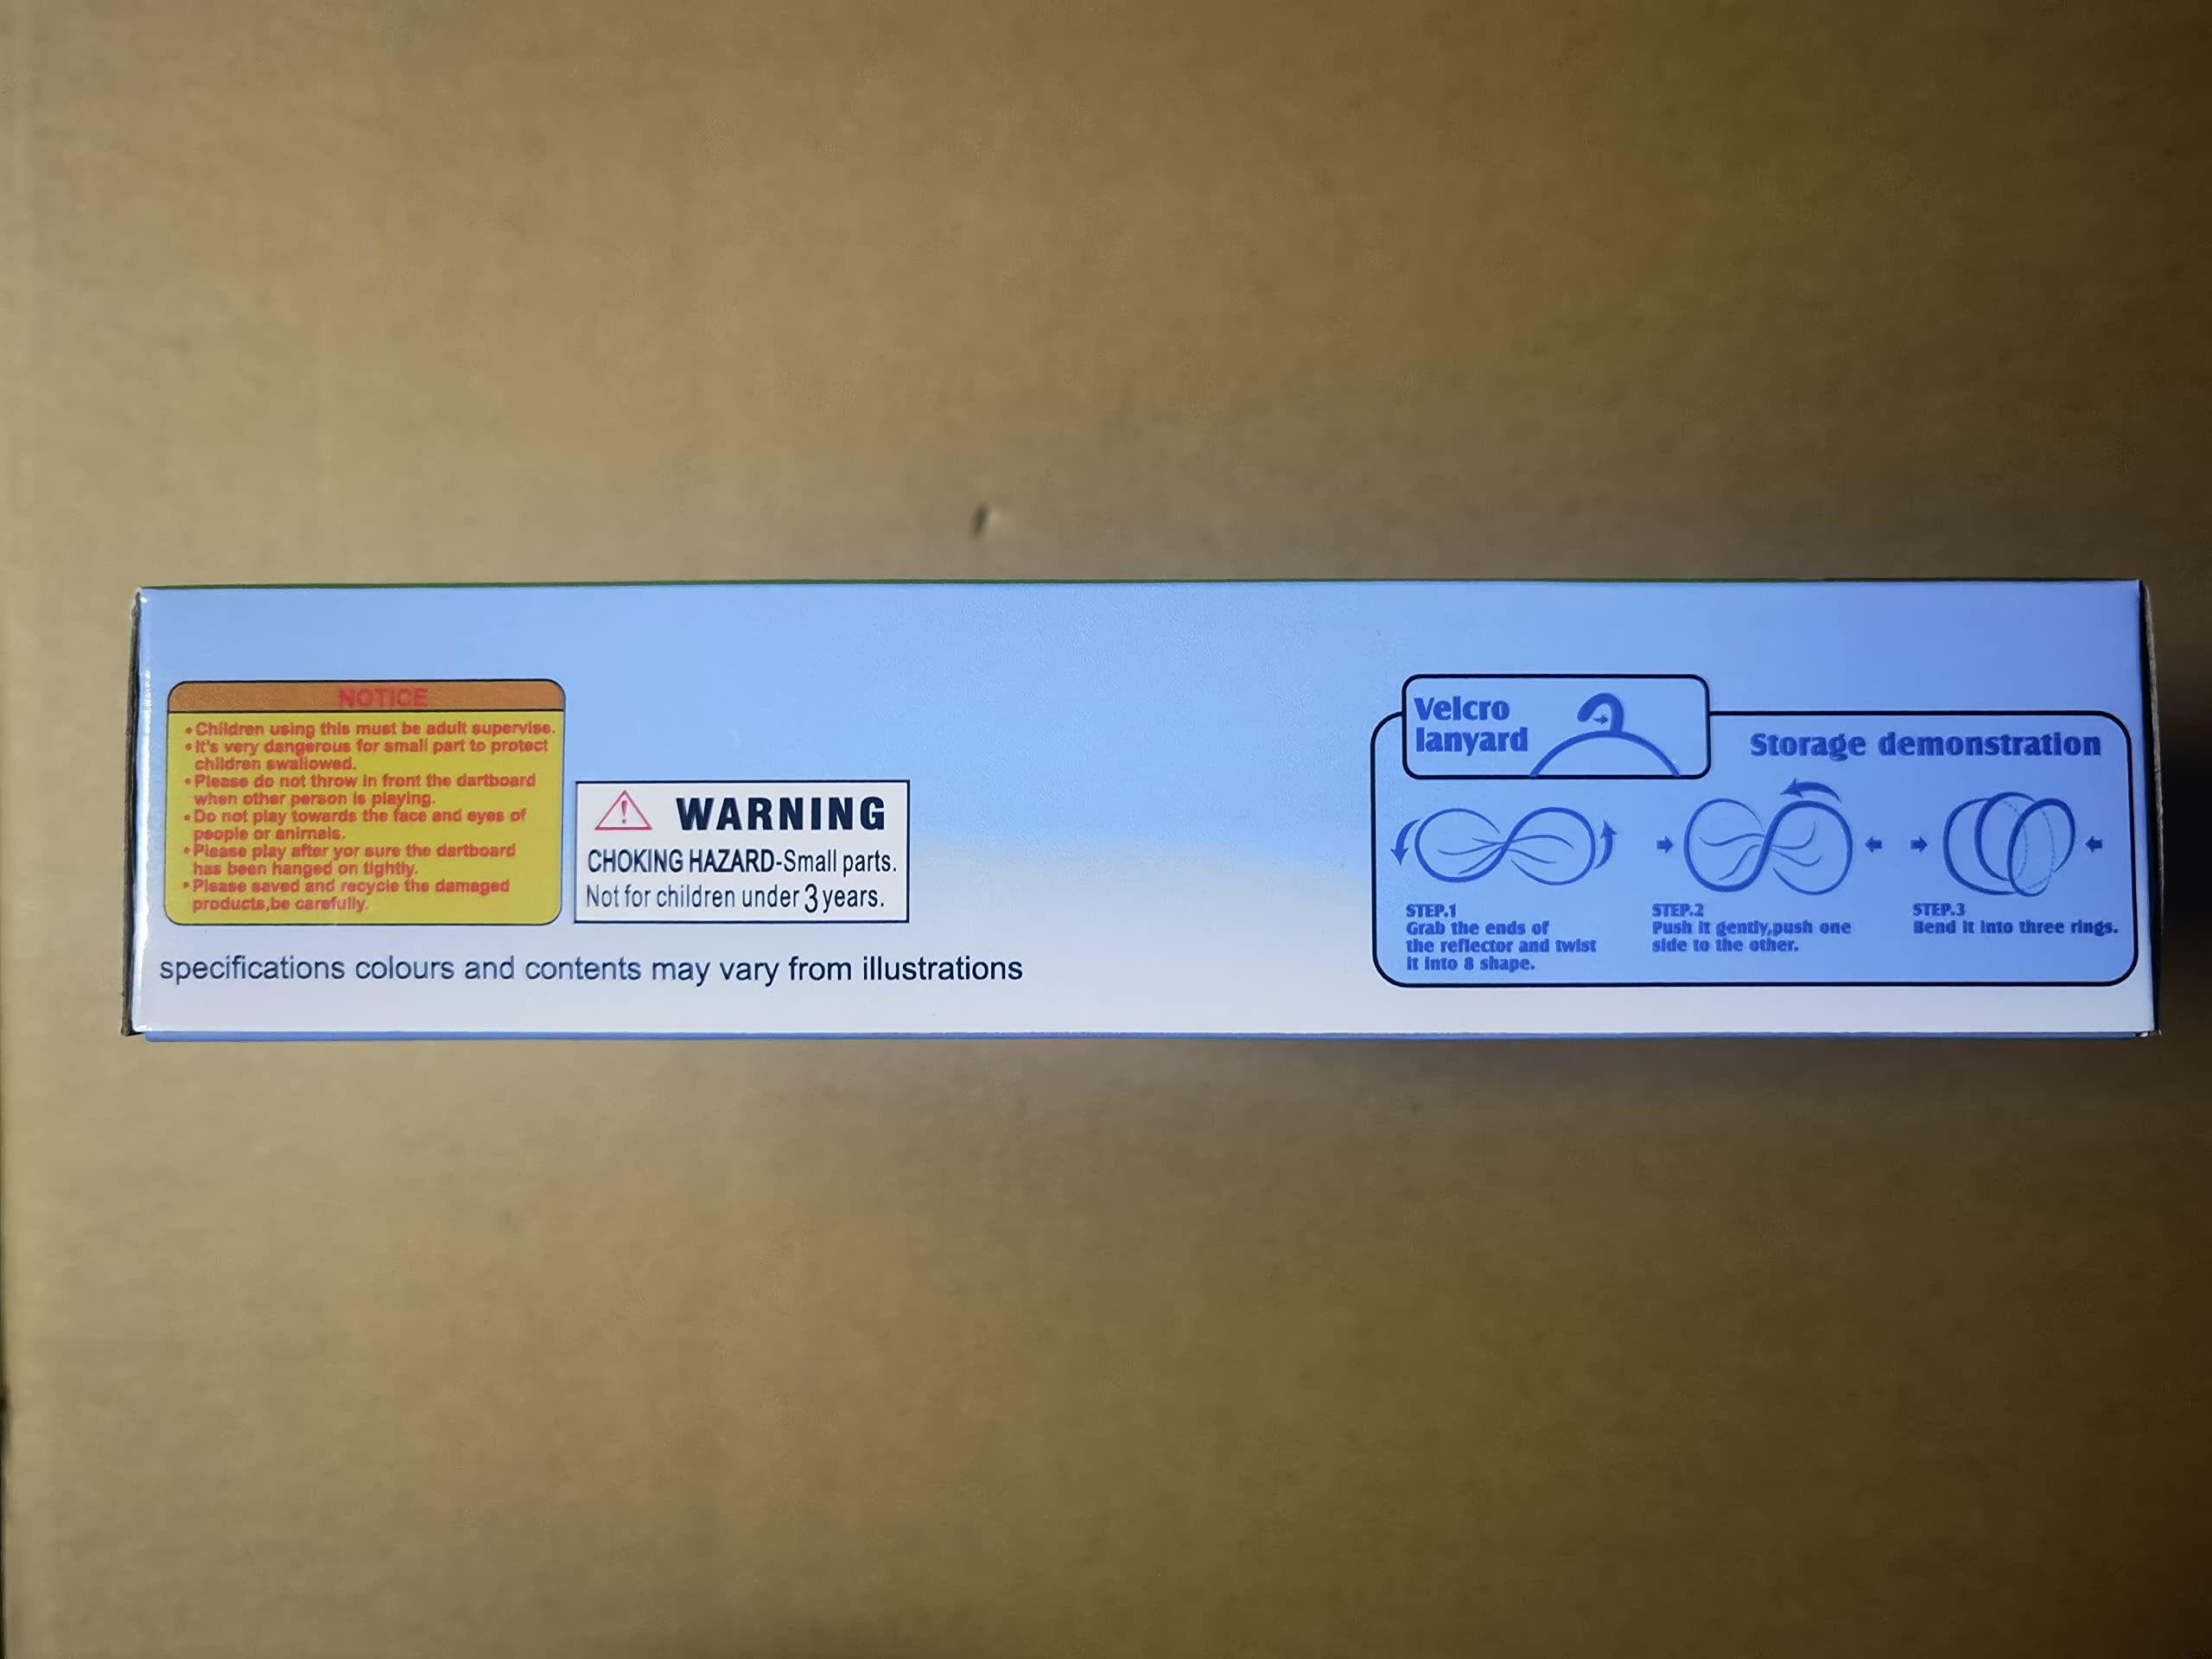 NOTICE
• Children using this must be adult supervise.
• It's very dangerous for small part to protect
children swallowed.
• Please do not throw in front the dartboard
when other person is playing.
• Do not play towards the face and eyes of
people or animals.
• Please play after yor sure the dartboard
has been hanged on tightly.
• Please saved and recycle the damaged
products,be carefully.
WARNING
CHOKING HAZARD-Small parts.
Not for children under 3 years.
specifications colours and contents may vary from illustrations
Velcro
lanyard
Storage demonstration
STEP.1
Grab the ends of
the reflector and twist
it into 8 shape.
STEP.2
Push it gently,push one
side to the other.
STEP.3
Bend it into three rings.